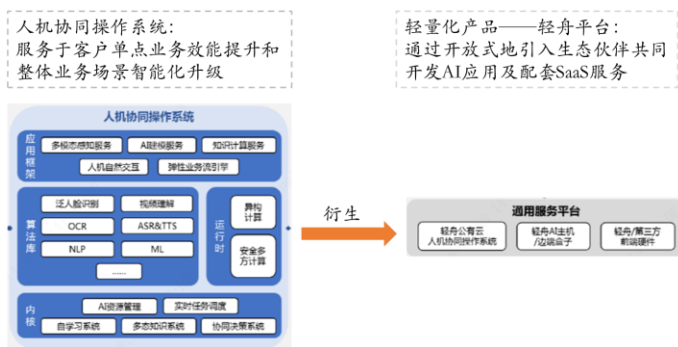 人机协同操作系统:
服务于客户单点业务效能提升和
整体业务场景智能化升级
轻量化产品——轻舟平台:
通过开放式地引入生态伙伴共同
开发AI应用及配套SaaS服务
人机协同操作系统
应用框架
多模态感知服务
AI建模服务
知识计算服务
人机自然交互
弹性业务流引擎
算法库
泛人脸识别
视频理解
OCR
ASR&TTS
NLP
ML
......
运行时
异构
计算
安全多
方计算
内核
AI资源管理
实时任务调度
自学习系统
多态知识系统
协同决策系统
衍生
通用服务平台
轻舟公有云
人机协同操作系统
轻舟AI主机
/边端盒子
轻舟/第三方
前端硬件